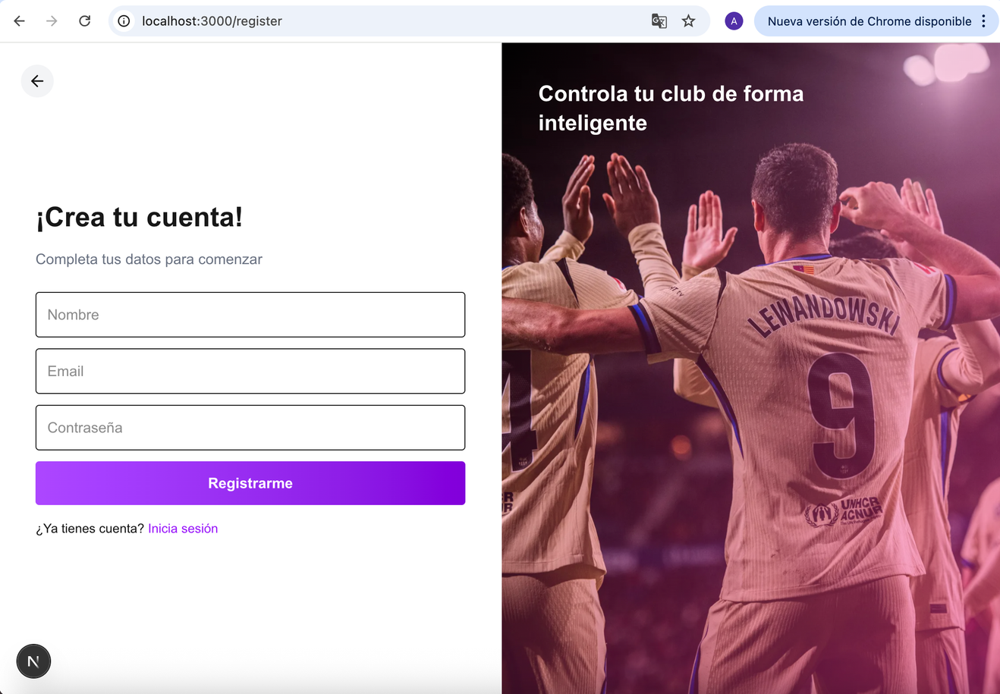 localhost:3000/register
A
Nueva versión de Chrome disponible
Controla tu club de forma
inteligente
¡Crea tu cuenta!
Completa tus datos para comenzar
Nombre
Email
Contraseña
Registrarme
¿Ya tienes cuenta? Inicia sesión
N
LEWANDOWSKI
9
4
UNHCR
ACNUR